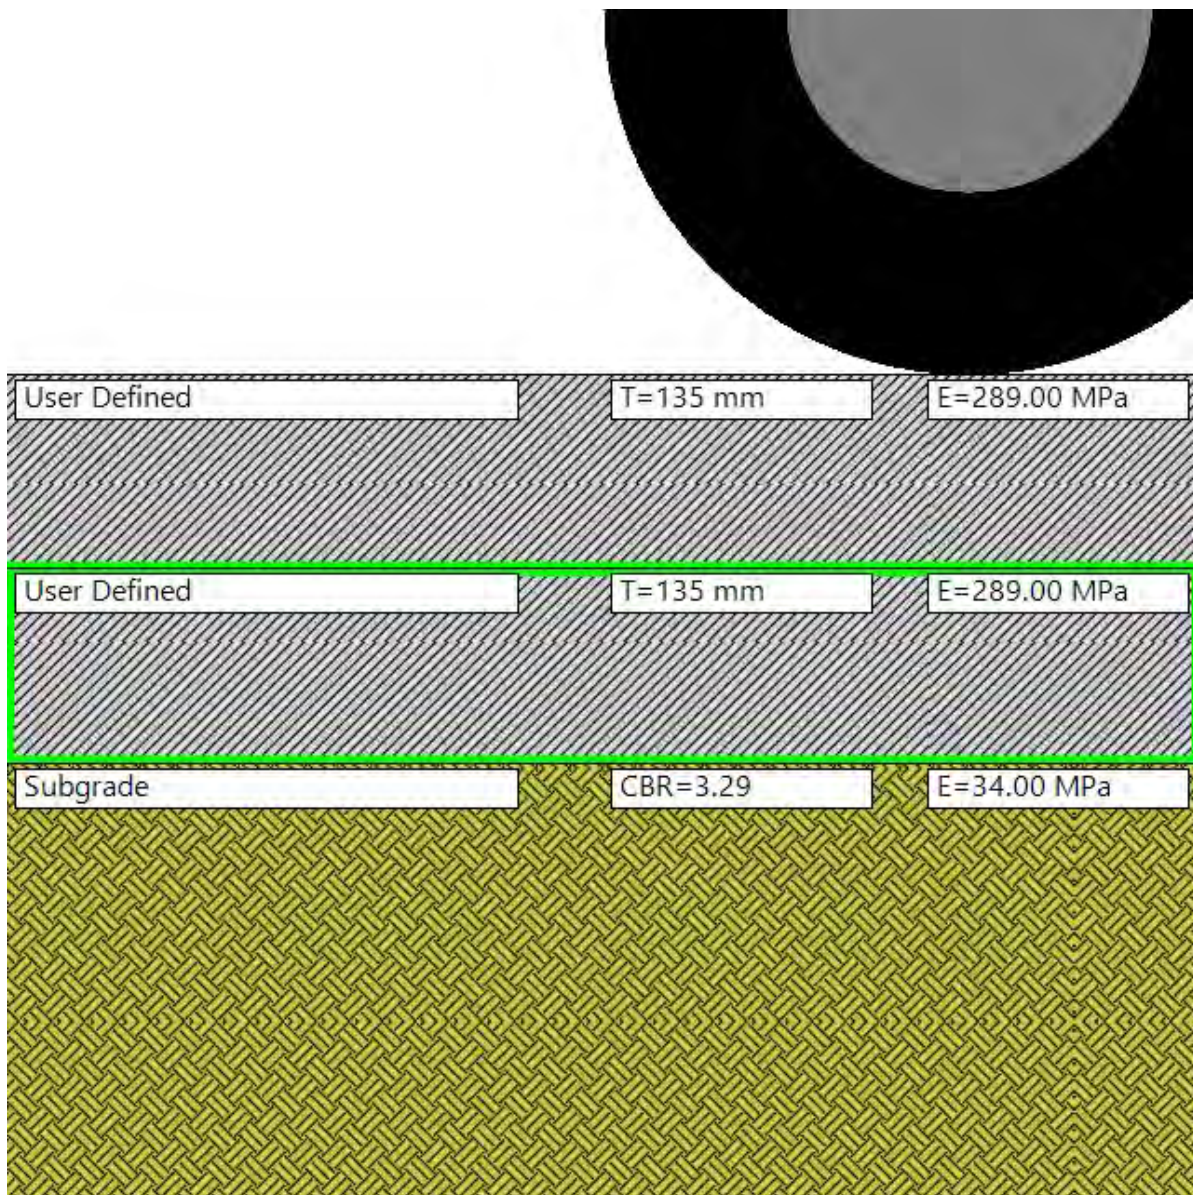 User Defined T=135 mm E=289.00 MPa
User Defined T=135 mm E=289.00 MPa
Subgrade CBR=3.29 E=34.00 MPa